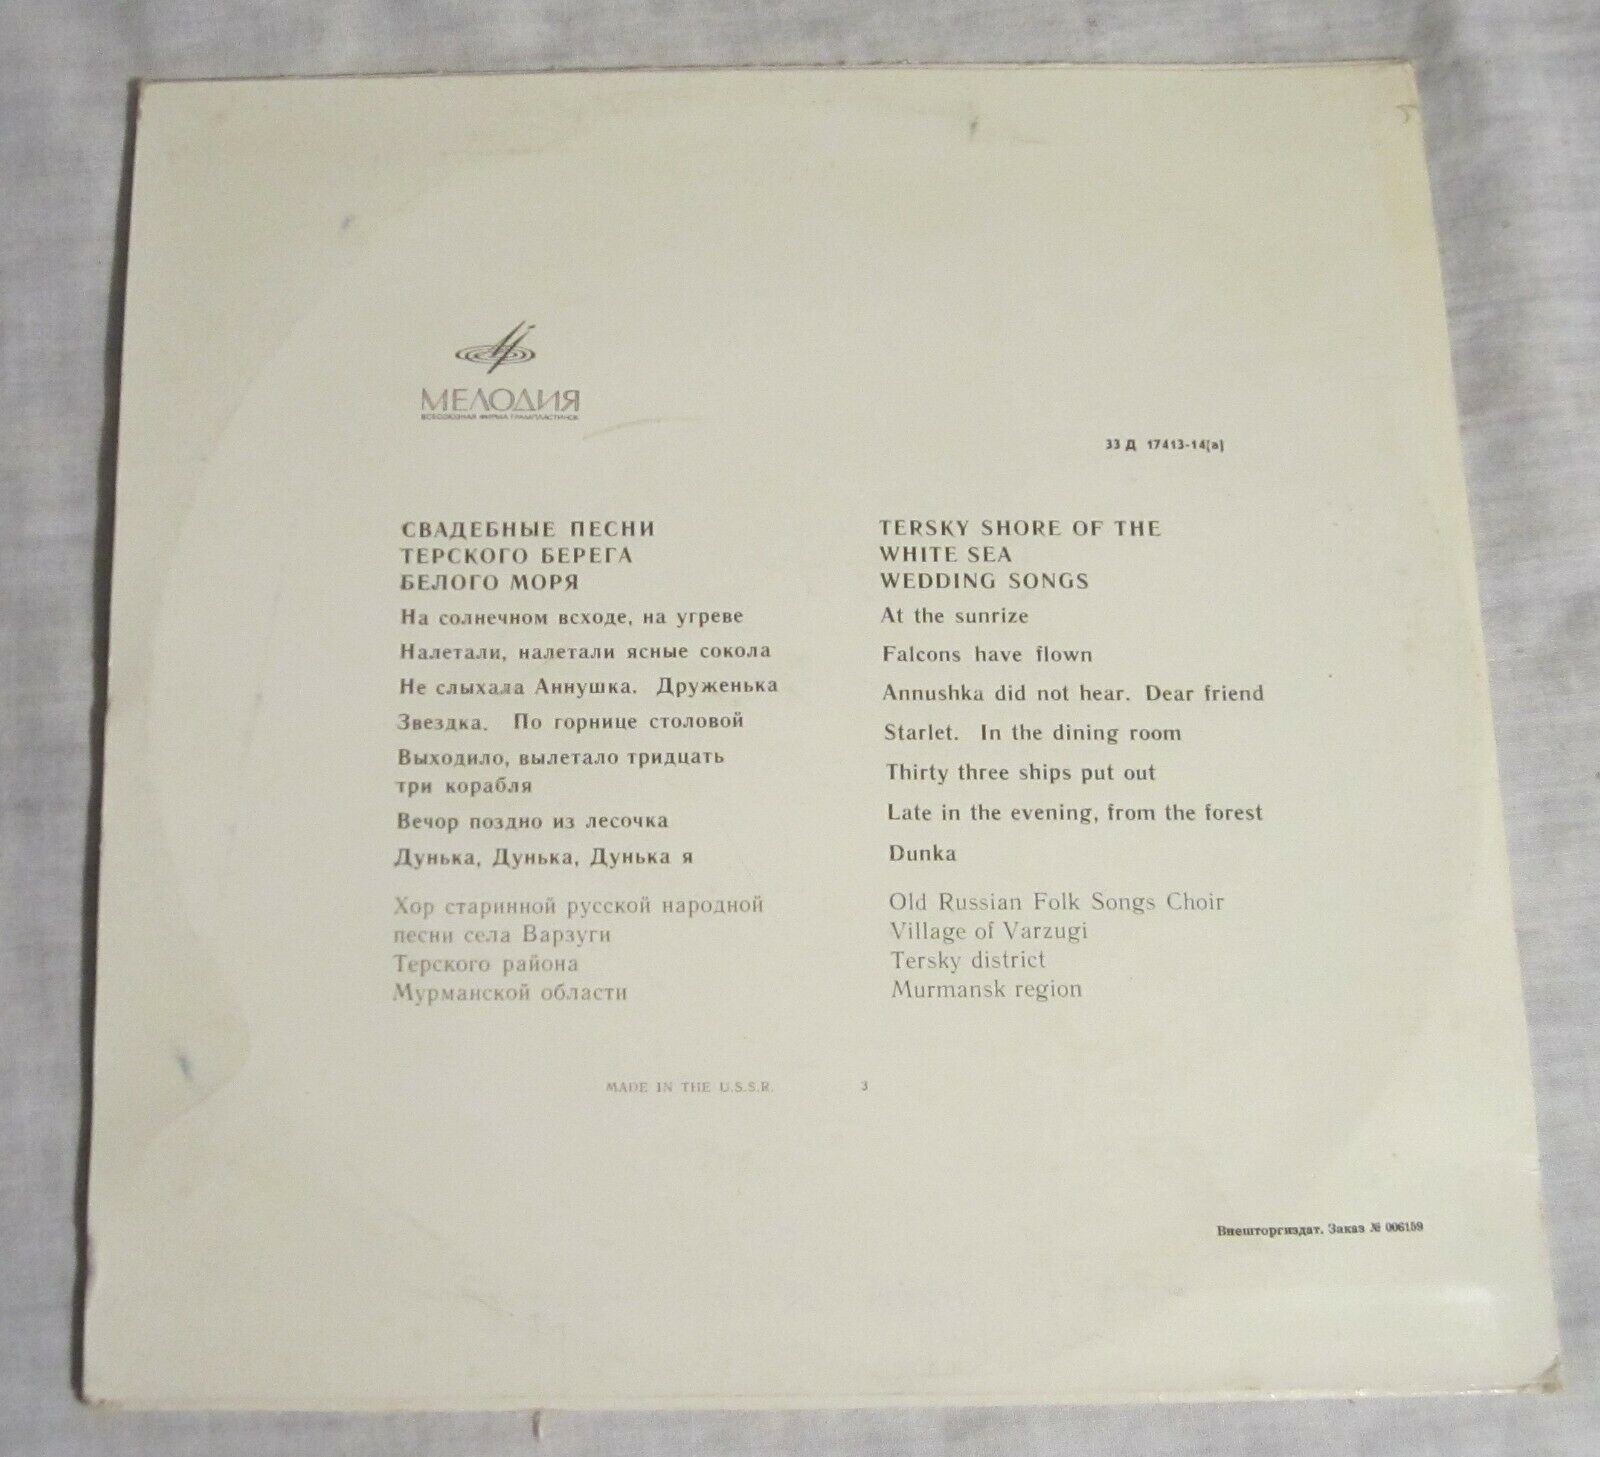 МЕЛОДИЯ
ВСЕСОЮЗНАЯ ФИРМА ГРАМПЛАСТИНОК
33 Д 17413-14(а)
СВАДЕБНЫЕ ПЕСНИ
ТЕРСКОГО БЕРЕГА
БЕЛОГО МОРЯ
На солнечном всходе, на угреве
Налетали, налетали ясные сокола
Не слыхала Аннушка. Друженька
Звездка. По горнице столовой
Выходило, вылетало тридцать
три корабля
Вечор поздно из лесочка
Дунька, Дунька, Дунька я
Хор старинной русской народной
песни села Варзуги
Терского района
Мурманской области
TERSKY SHORE OF THE
WHITE SEA
WEDDING SONGS
At the sunrize
Falcons have flown
Annushka did not hear. Dear friend
Starlet. In the dining room
Thirty three ships put out
Late in the evening, from the forest
Dunka
Old Russian Folk Songs Choir
Village of Varzugi
Tersky district
Murmansk region
MADE IN THE U.S.S.R. 3
Внешторгиздат. Заказ № 006159